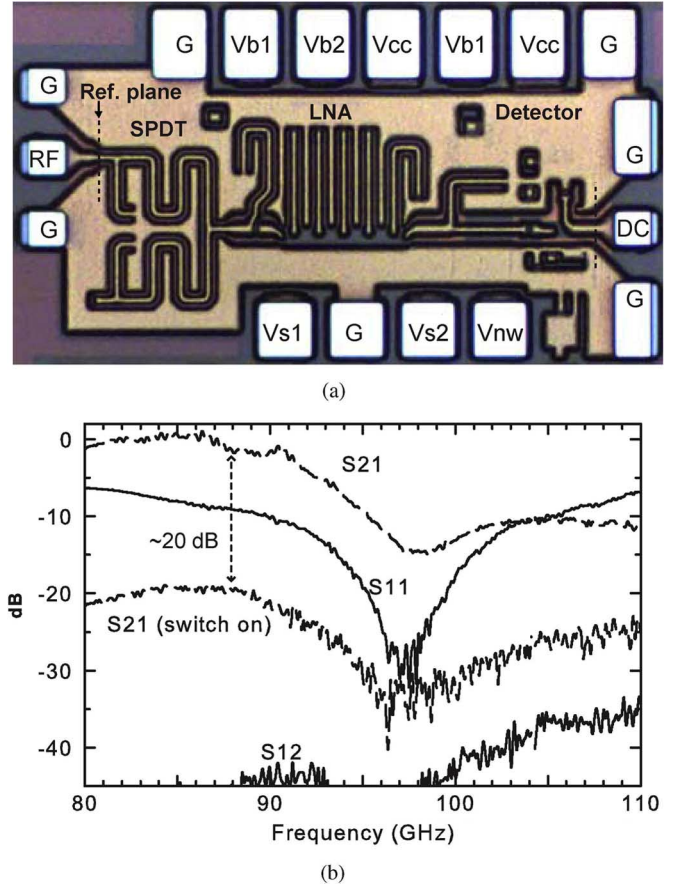 G Vb1 Vb2 Vcc Vb1 Vcc G
G Ref. plane LNA Detector
SPDT
RF G
G DC
G
Vs1 G Vs2 Vnw
(a)
0
-10
-20
-30
-40
dB
S21
~20 dB
S11
S21 (switch on)
S12
80 90 100 110
Frequency (GHz)
(b)